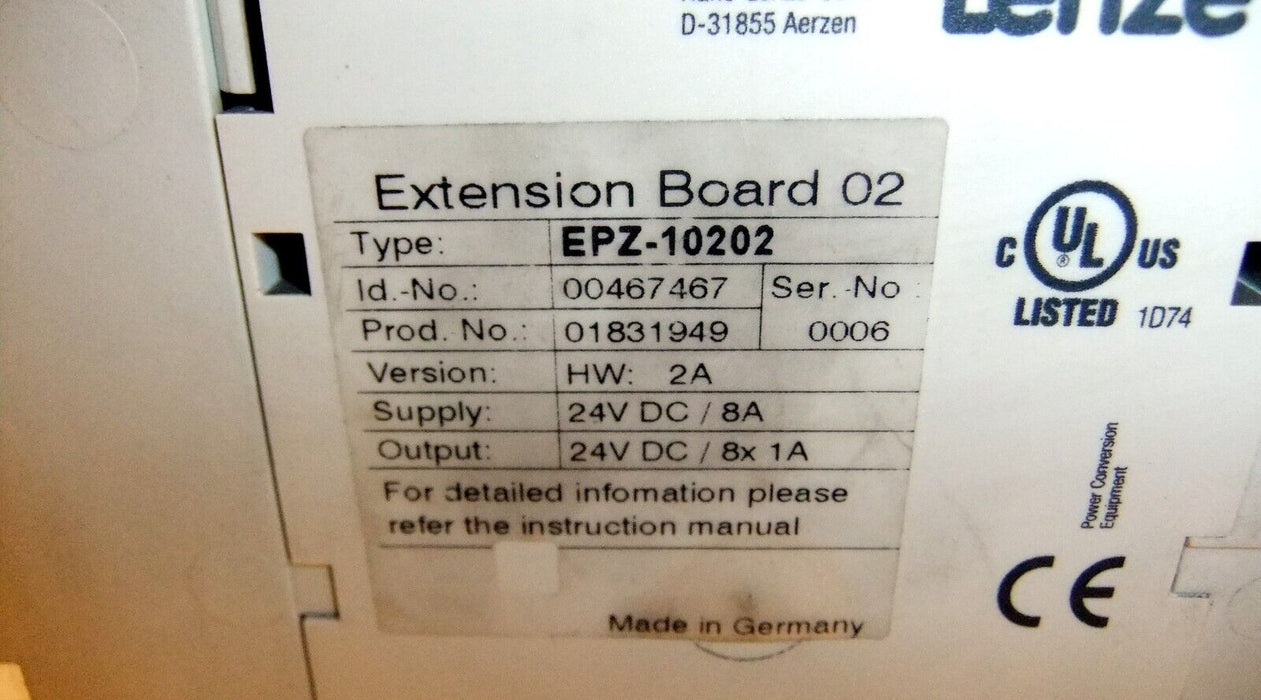 D-31855 Aerzen
Lenze
Extension Board 02
Type: EPZ-10202
Id.-No.: 00467467 Ser.-No :
Prod. No.: 01831949 0006
Version: HW: 2A
Supply: 24V DC / 8A
Output: 24V DC / 8x 1A
For detailed infomation please
refer the instruction manual
Made in Germany
C UL ® US
LISTED 1D74
Power Conversion
Equipment
CE